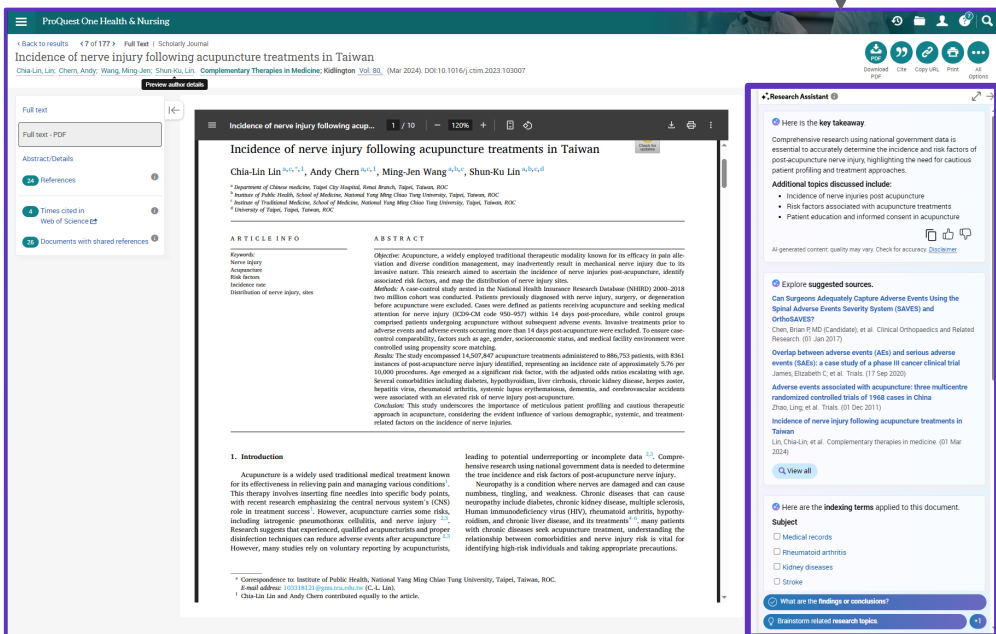 ProQuest One Health & Nursing
?
‹ Back to results ‹ 7 of 177 › Full Text | Scholarly Journal
Incidence of nerve injury following acupuncture treatments in Taiwan
Chia-Lin, Lin; Chern, Andy; Wang, Ming-Jen; Shun-Ku, Lin. Complementary Therapies in Medicine; Kidlington Vol. 80, (Mar 2024). DOI:10.1016/j.ctim.2023.103007
Preview author details
PDF
Download PDF
Cite
Copy URL
Print
All Options
Full text
Full text - PDF
Abstract/Details
24 References
4 Times cited in
Web of Science
26 Documents with shared references
Incidence of nerve injury following acup... 1 / 10 − 120% +
Incidence of nerve injury following acupuncture treatments in Taiwan
Check for
updates
Chia-Lin Lin a,c,*,1, Andy Chern a,c,1, Ming-Jen Wang a,b,c, Shun-Ku Lin a,b,c,d
a Department of Chinese medicine, Taipei City Hospital, Renai Branch, Taipei, Taiwan, ROC
b Institute of Public Health, School of Medicine, National Yang Ming Chiao Tung University, Taipei, Taiwan, ROC
c Institute of Traditional Medicine, School of Medicine, National Yang Ming Chiao Tung University, Taipei, Taiwan, ROC
d University of Taipei, Taipei, Taiwan, ROC
ARTICLE INFO
Keywords:
Nerve injury
Acupuncture
Risk factors
Incidence rate
Distribution of nerve injury, sites
ABSTRACT
Objective: Acupuncture, a widely employed traditional therapeutic modality known for its efficacy in pain alle-
viation and diverse condition management, may inadvertently result in mechanical nerve injury due to its
invasive nature. This research aimed to ascertain the incidence of nerve injuries post-acupuncture, identify
associated risk factors, and map the distribution of nerve injury sites.
Methods: A case-control study nested in the National Health Insurance Research Database (NHIRD) 2000–2018
two million cohort was conducted. Patients previously diagnosed with nerve injury, surgery, or degeneration
before acupuncture were excluded. Cases were defined as patients receiving acupuncture and seeking medical
attention for nerve injury (ICD9-CM code 950–957) within 14 days post-procedure, while control groups
comprised patients undergoing acupuncture without subsequent adverse events. Invasive treatments prior to
adverse events and adverse events occurring more than 14 days post-acupuncture were excluded. To ensure case-
control comparability, factors such as age, gender, socioeconomic status, and medical facility environment were
controlled using propensity score matching.
Results: The study encompassed 14,507,847 acupuncture treatments administered to 886,753 patients, with 8361
instances of post-acupuncture nerve injury identified, representing an incidence rate of approximately 5.76 per
10,000 procedures. Age emerged as a significant risk factor, with the adjusted odds ratios escalating with age.
Several comorbidities including diabetes, hypothyroidism, liver cirrhosis, chronic kidney disease, herpes zoster,
hepatitis virus, rheumatoid arthritis, systemic lupus erythematosus, dementia, and cerebrovascular accidents
were associated with an elevated risk of nerve injury post-acupuncture.
Conclusion: This study underscores the importance of meticulous patient profiling and cautious therapeutic
approach in acupuncture, considering the evident influence of various demographic, systemic, and treatment-
related factors on the incidence of nerve injuries.
1. Introduction
Acupuncture is a widely used traditional medical treatment known
for its effectiveness in relieving pain and managing various conditions1.
This therapy involves inserting fine needles into specific body points,
with recent research emphasizing the central nervous system's (CNS)
role in treatment success1. However, acupuncture carries some risks,
including iatrogenic pneumothorax cellulitis, and nerve injury 2,3.
Research suggests that experienced, qualified acupuncturists and proper
disinfection techniques can reduce adverse events after acupuncture 2,3
However, many studies rely on voluntary reporting by acupuncturists,
leading to potential underreporting or incomplete data 2,3. Compre-
hensive research using national government data is needed to determine
the true incidence and risk factors of post-acupuncture nerve injury.
Neuropathy is a condition where nerves are damaged and can cause
numbness, tingling, and weakness. Chronic diseases that can cause
neuropathy include diabetes, chronic kidney disease, multiple sclerosis,
Human immunodeficiency virus (HIV), rheumatoid arthritis, hypothy-
roidism, and chronic liver disease, and its treatments4–6. many patients
with chronic diseases seek acupuncture treatment, understanding the
relationship between comorbidities and nerve injury risk is vital for
identifying high-risk individuals and taking appropriate precautions.
* Correspondence to: Institute of Public Health, National Yang Ming Chiao Tung University, Taipei, Taiwan, ROC.
E-mail address: (C.-L. Lin).
1 Chia-Lin Lin and Andy Chern contributed equally to the article.
Research Assistant
Here is the key takeaway.
Comprehensive research using national government data is
essential to accurately determine the incidence and risk factors of
post-acupuncture nerve injury, highlighting the need for cautious
patient profiling and treatment approaches.
Additional topics discussed include:
• Incidence of nerve injuries post acupuncture
• Risk factors associated with acupuncture treatments
• Patient education and informed consent in acupuncture
AI-generated content: quality may vary. Check for accuracy. Disclaimer
Explore suggested sources.
Can Surgeons Adequately Capture Adverse Events Using the
Spinal Adverse Events Severity System (SAVES) and
OrthoSAVES?
Chen, Brian P, MD (Candidate); et al. Clinical Orthopaedics and Related
Research. (01 Jan 2017)
Overlap between adverse events (AEs) and serious adverse
events (SAEs): a case study of a phase III cancer clinical trial
James, Elizabeth C; et al. Trials. (17 Sep 2020)
Adverse events associated with acupuncture: three multicentre
randomized controlled trials of 1968 cases in China
Zhao, Ling; et al. Trials. (01 Dec 2011)
Incidence of nerve injury following acupuncture treatments in
Taiwan
Lin, Chia-Lin; et al. Complementary therapies in medicine. (01 Mar
2024)
View all
Here are the indexing terms applied to this document.
Subject
Medical records
Rheumatoid arthritis
Kidney diseases
Stroke
What are the findings or conclusions?
Brainstorm related research topics.
+1